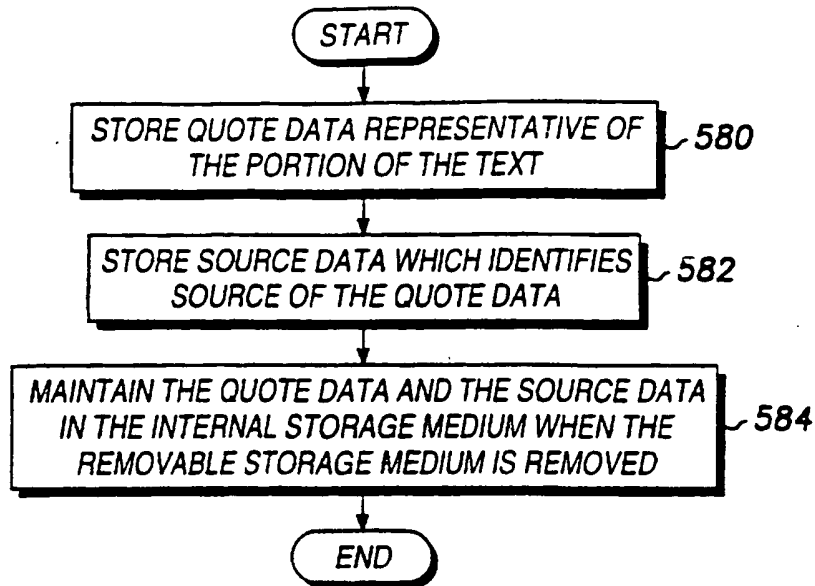 START
STORE QUOTE DATA REPRESENTATIVE OF
THE PORTION OF THE TEXT
580
STORE SOURCE DATA WHICH IDENTIFIES
SOURCE OF THE QUOTE DATA
582
MAINTAIN THE QUOTE DATA AND THE SOURCE DATA
IN THE INTERNAL STORAGE MEDIUM WHEN THE
REMOVABLE STORAGE MEDIUM IS REMOVED
584
END